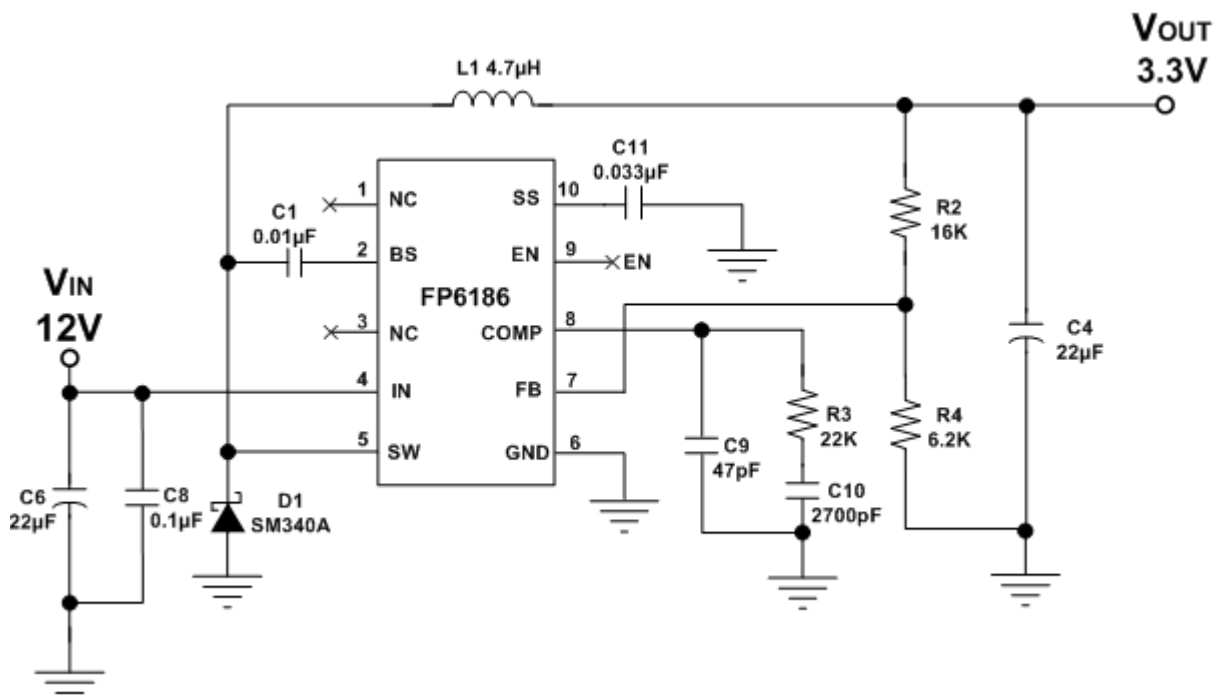 VOUT
3.3V
L1 4.7μH
C11
0.033μF
1
NC
SS
10
C1
0.01μF
2
BS
EN
9
EN
R2
16K
VIN
12V
FP6186
3
NC
COMP
8
C4
22μF
4
IN
FB
7
R3
22K
R4
6.2K
5
SW
GND
6
C9
47pF
C6
22μF
C8
0.1μF
D1
SM340A
C10
2700pF